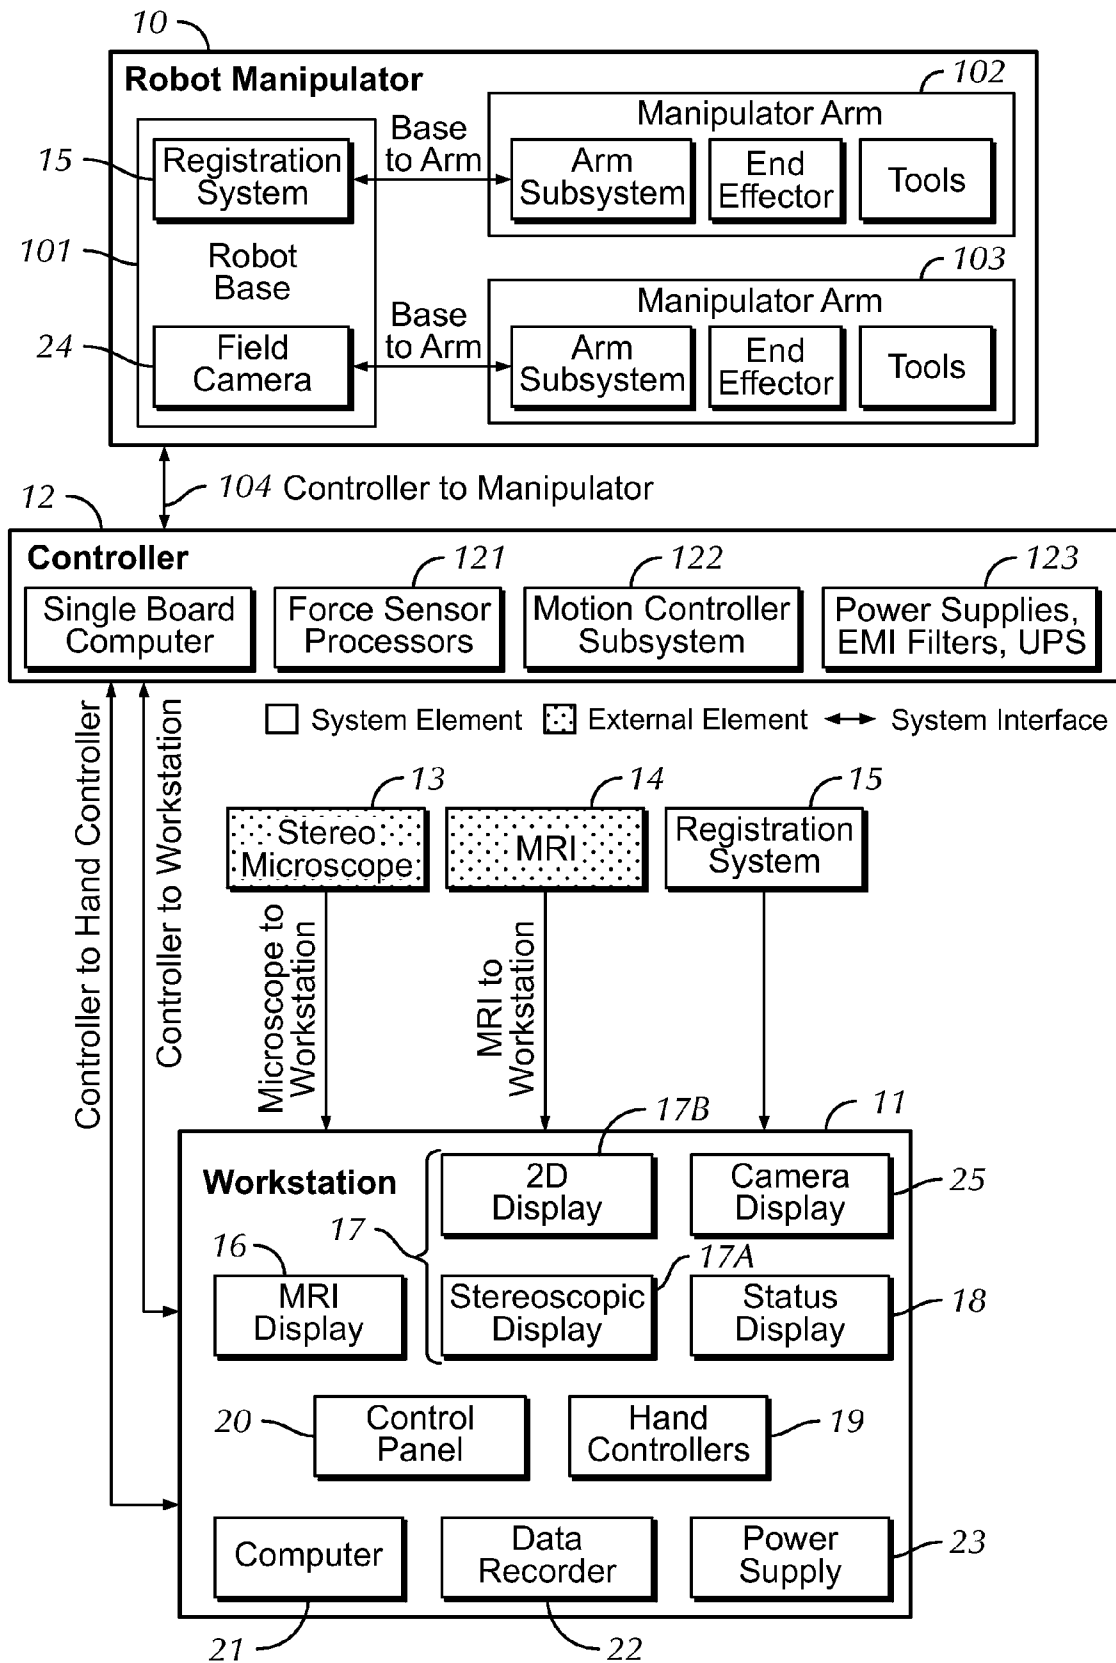 10
Robot Manipulator
102
Manipulator Arm
15
Registration
System
Base
to Arm
Arm
Subsystem
End
Effector
Tools
101
Robot
Base
103
Manipulator Arm
24
Field
Camera
Base
to Arm
Arm
Subsystem
End
Effector
Tools
104 Controller to Manipulator
12
Controller
121
122
123
Single Board
Computer
Force Sensor
Processors
Motion Controller
Subsystem
Power Supplies,
EMI Filters, UPS
System Element
External Element
System Interface
Controller to Hand Controller
Controller to Workstation
13
Stereo
Microscope
14
MRI
15
Registration
System
Microscope to
Workstation
MRI to
Workstation
11
Workstation
17B
2D
Display
Camera
Display
25
17
16
MRI
Display
17A
Stereoscopic
Display
Status
Display
18
20
Control
Panel
Hand
Controllers
19
Computer
21
Data
Recorder
22
Power
Supply
23